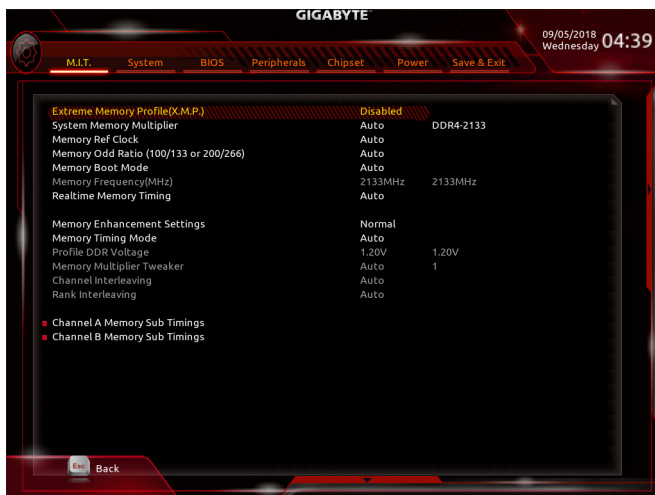 GIGABYTE™
09/05/2018
Wednesday 04:39
M.I.T. System BIOS Peripherals Chipset Power Save & Exit
Extreme Memory Profile(X.M.P.) Disabled
System Memory Multiplier Auto DDR4-2133
Memory Ref Clock Auto
Memory Odd Ratio (100/133 or 200/266) Auto
Memory Boot Mode Auto
Memory Frequency(MHz) 2133MHz 2133MHz
Realtime Memory Timing Auto
Memory Enhancement Settings Normal
Memory Timing Mode Auto
Profile DDR Voltage 1.20V 1.20V
Memory Multiplier Tweaker Auto 1
Channel Interleaving Auto
Rank Interleaving Auto
Channel A Memory Sub Timings
Channel B Memory Sub Timings
Esc Back